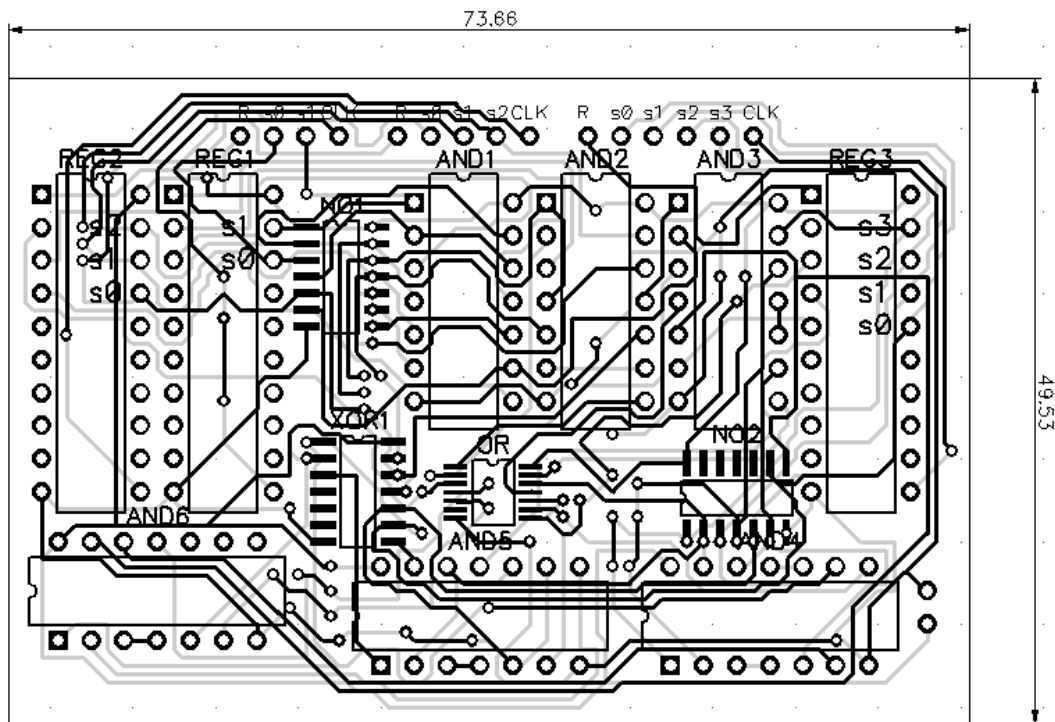 73,66
R s0 s1 CLK R s0 s1 s2 CLK R s0 s1 s2 s3 CLK
REG2 REG1 AND1 AND2 AND3 REG3
s2 s1 NO1 s3
s1 s0 s2
s0 s1
s0
49,53
XOR1 OR NO2
AND6 AND5 AND4